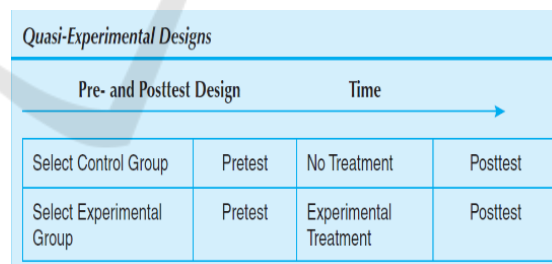 Quasi-Experimental Designs
Pre- and Posttest Design Time
Select Control Group Pretest No Treatment Posttest
Select Experimental Group Pretest Experimental Treatment Posttest